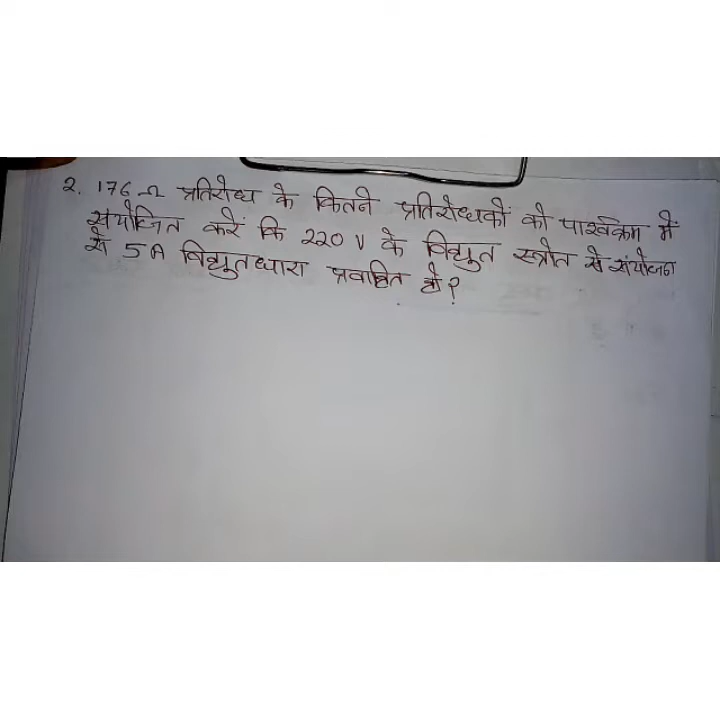 2. 176 Ω प्रतिरोध के कितने प्रतिरोधकों को पार्श्वक्रम में
संयोजित करें कि 220 V के विद्युत स्त्रोत से संयोजन
से 5A विद्युतधारा प्रवाहित हो?